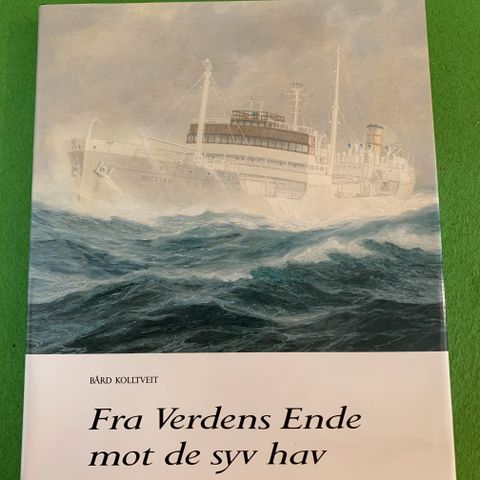 BÅRD KOLLTVEIT
Fra Verdens Ende
mot de syv hav